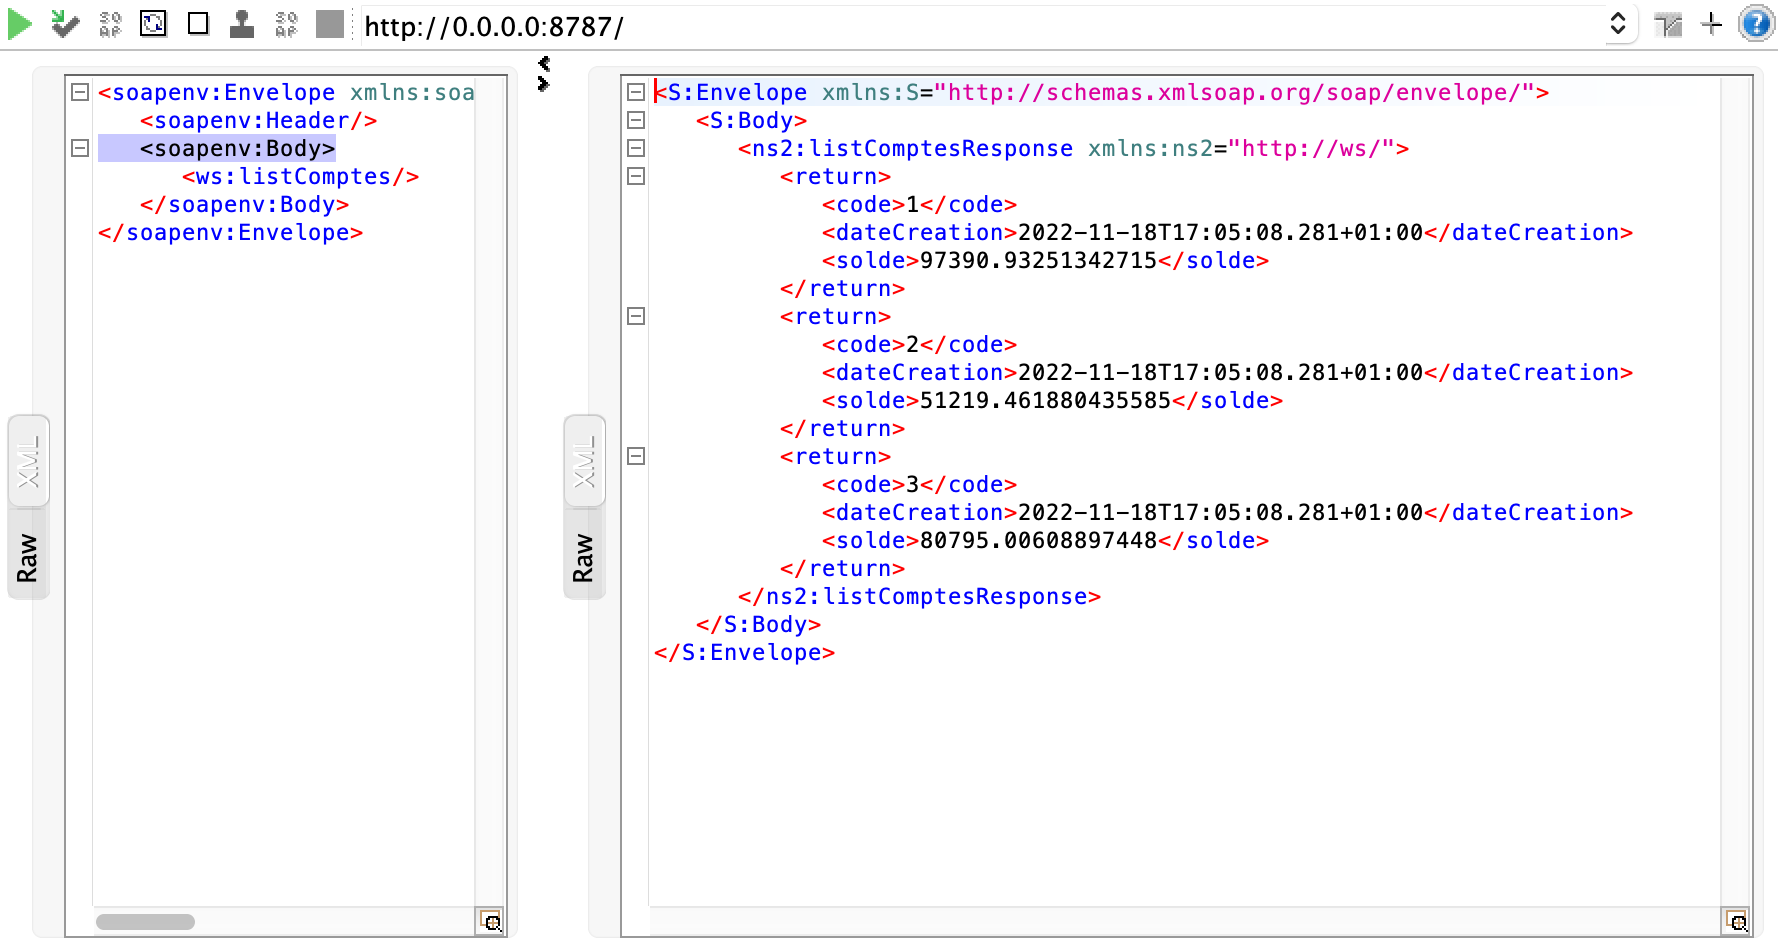 http://0.0.0.0:8787/
<soapenv:Envelope xmlns:soa
<soapenv:Header/>
<soapenv:Body>
<ws:listComptes/>
</soapenv:Body>
</soapenv:Envelope>
XML
Raw
<S:Envelope xmlns:S="http://schemas.xmlsoap.org/soap/envelope/">
<S:Body>
<ns2:listComptesResponse xmlns:ns2="http://ws/">
<return>
<code>1</code>
<dateCreation>2022-11-18T17:05:08.281+01:00</dateCreation>
<solde>97390.93251342715</solde>
</return>
<return>
<code>2</code>
<dateCreation>2022-11-18T17:05:08.281+01:00</dateCreation>
<solde>51219.461880435585</solde>
</return>
<return>
<code>3</code>
<dateCreation>2022-11-18T17:05:08.281+01:00</dateCreation>
<solde>80795.00608897448</solde>
</return>
</ns2:listComptesResponse>
</S:Body>
</S:Envelope>
XML
Raw